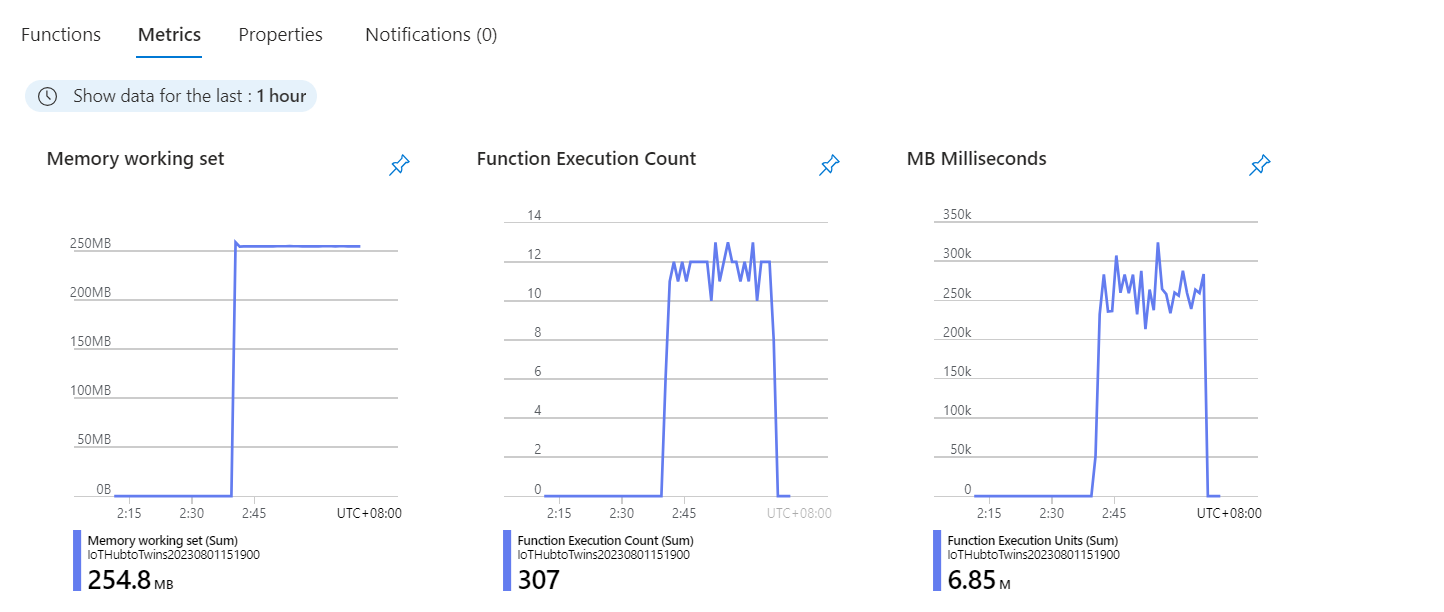 Functions Metrics Properties Notifications (0)
Show data for the last : 1 hour
Memory working set
250MB
200MB
150MB
100MB
50MB
0B
2:15 2:30 2:45 UTC+08:00
Memory working set (Sum)
IoTHubtoTwins20230801151900
254.8 MB
Function Execution Count
14
12
10
8
6
4
2
0
2:15 2:30 2:45 UTC+08:00
Function Execution Count (Sum)
IoTHubtoTwins20230801151900
307
MB Milliseconds
350k
300k
250k
200k
150k
100k
50k
0
2:15 2:30 2:45 UTC+08:00
Function Execution Units (Sum)
IoTHubtoTwins20230801151900
6.85 M